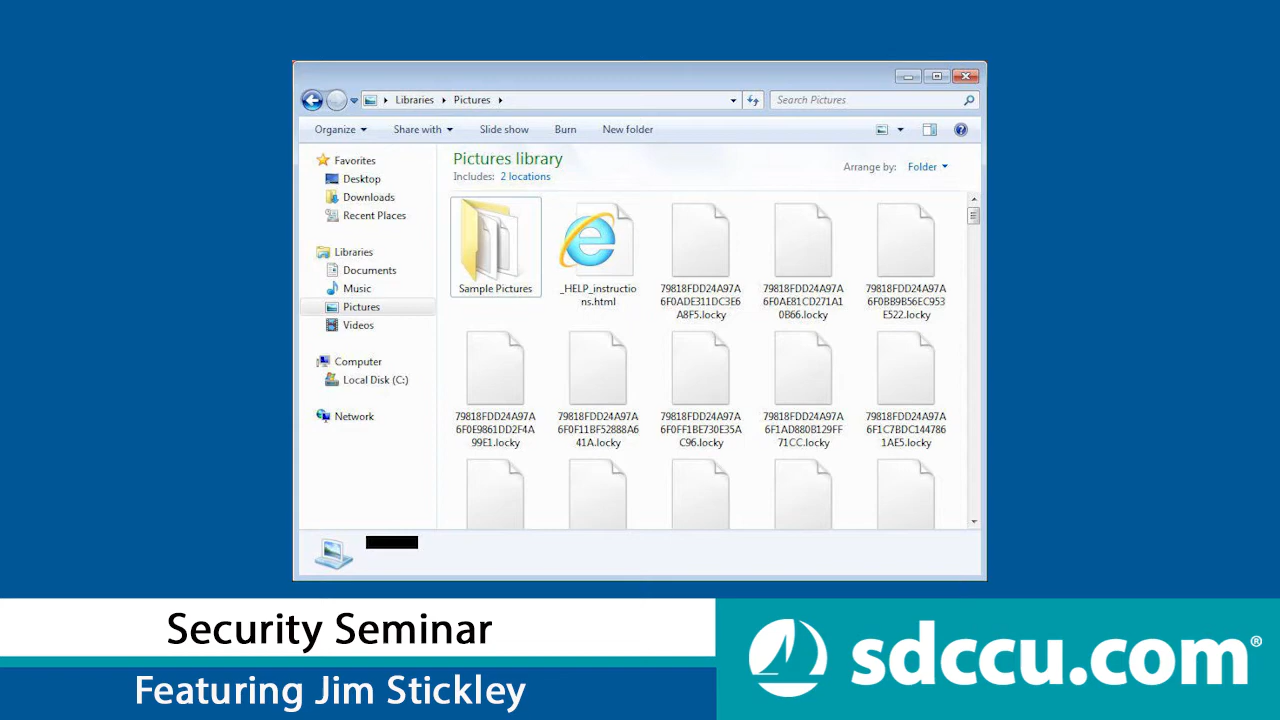 Libraries
Pictures
Search Pictures
Organize
Share with
Slide show
Burn
New folder
Favorites
Desktop
Downloads
Recent Places
Libraries
Documents
Music
Pictures
Videos
Computer
Local Disk (C:)
Network
Pictures library
Includes: 2 locations
Arrange by: Folder
Sample Pictures
_HELP_instructio
ns.html
79818FDD24A97A
6F0ADE311DC3E6
A8F5.locky
79818FDD24A97A
6F0AE81CD271A1
0B66.locky
79818FDD24A97A
6F0BB9B56EC953
E522.locky
79818FDD24A97A
6F0E9861DD2F4A
99E1.locky
79818FDD24A97A
6F0F11BF52888A6
41A.locky
79818FDD24A97A
6F0FF1BE730E35A
C96.locky
79818FDD24A97A
6F1AD880B129FF
71CC.locky
79818FDD24A97A
6F1C7BDC144786
1AE5.locky
Security Seminar
Featuring Jim Stickley
sdccu.com®